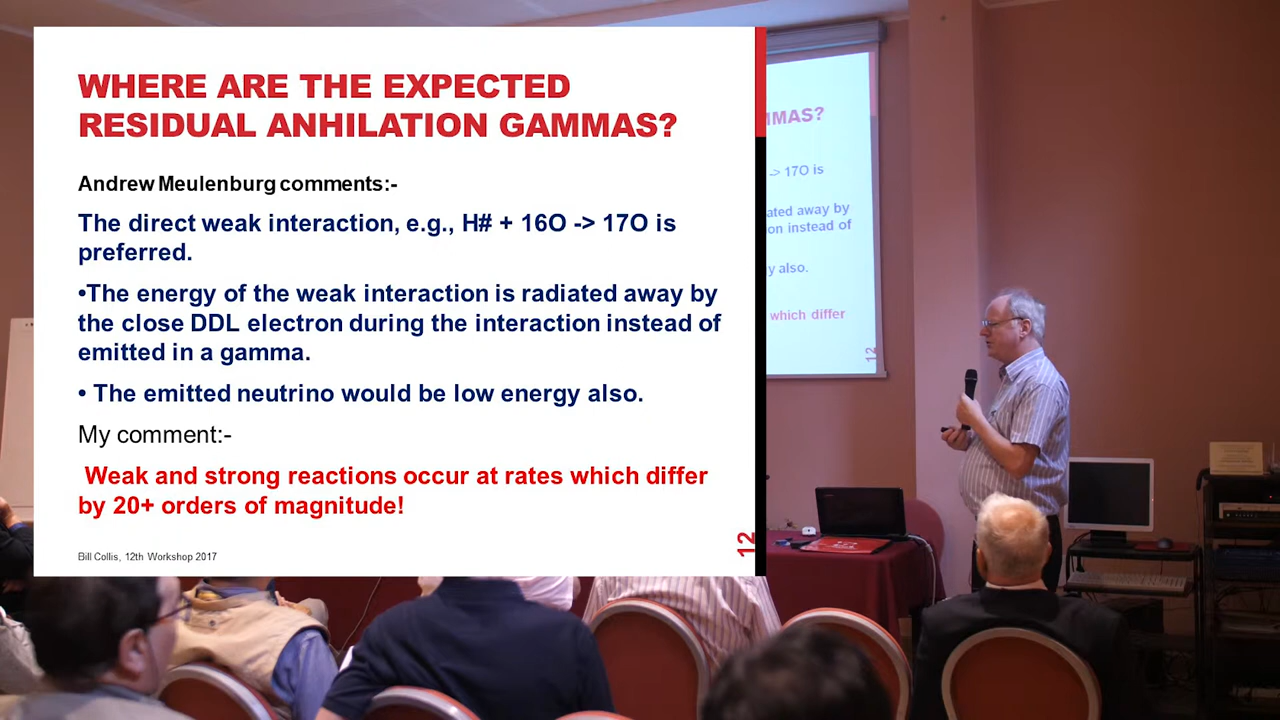 WHERE ARE THE EXPECTED
RESIDUAL ANHILATION GAMMAS?
Andrew Meulenburg comments:-
The direct weak interaction, e.g., H# + 16O -> 17O is
preferred.
•The energy of the weak interaction is radiated away by
the close DDL electron during the interaction instead of
emitted in a gamma.
• The emitted neutrino would be low energy also.
My comment:-
Weak and strong reactions occur at rates which differ
by 20+ orders of magnitude!
Bill Collis, 12th Workshop 2017
12
MMAS?
-> 17O is
ated away by
on instead of
y also.
which differ
12